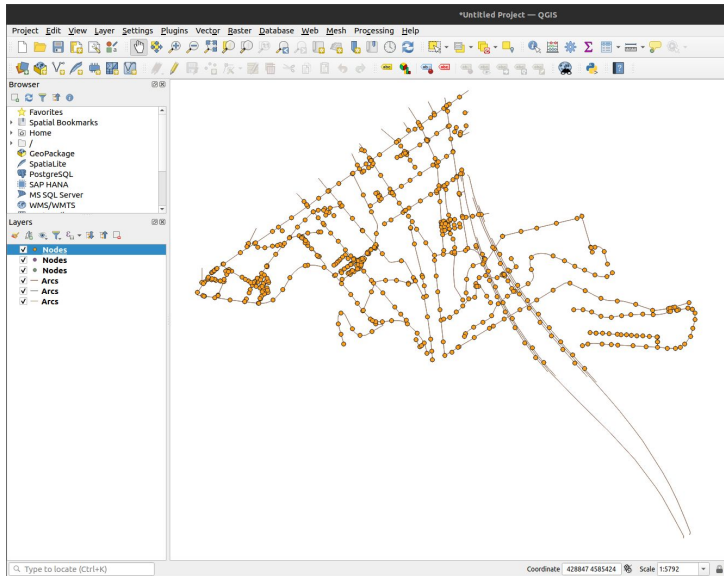 *Untitled Project — QGIS
Project Edit View Layer Settings Plugins Vector Raster Database Web Mesh Processing Help
Browser
Favorites
Spatial Bookmarks
Home
/
GeoPackage
SpatiaLite
PostgreSQL
SAP HANA
MS SQL Server
WMS/WMTS
Layers
Nodes
Nodes
Nodes
Arcs
Arcs
Arcs
Type to locate (Ctrl+K)
Coordinate 428847 4585424 Scale 1:5792